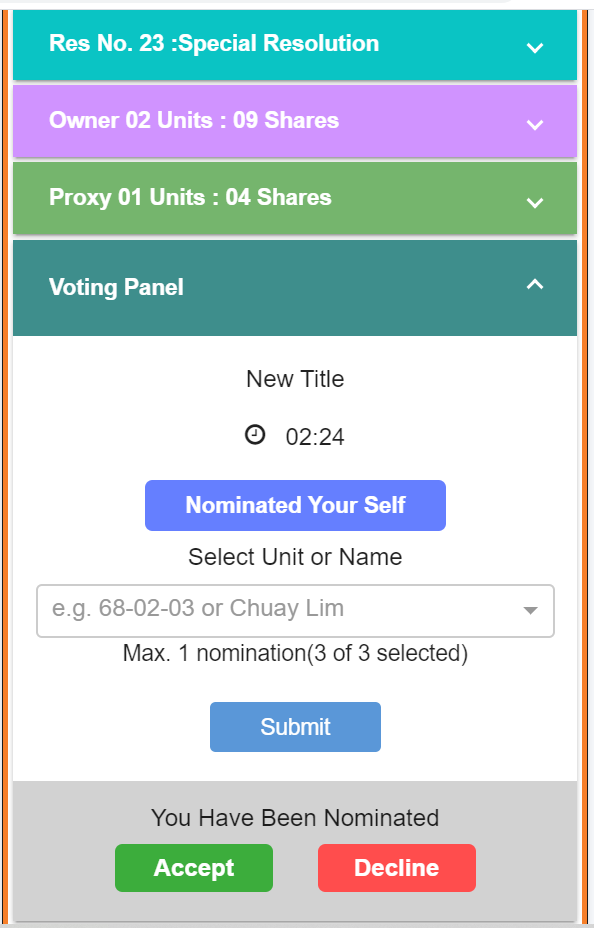 Res No. 23 :Special Resolution
Owner 02 Units : 09 Shares
Proxy 01 Units : 04 Shares
Voting Panel
New Title
02:24
Nominated Your Self
Select Unit or Name
e.g. 68-02-03 or Chuay Lim
Max. 1 nomination(3 of 3 selected)
Submit
You Have Been Nominated
Accept Decline